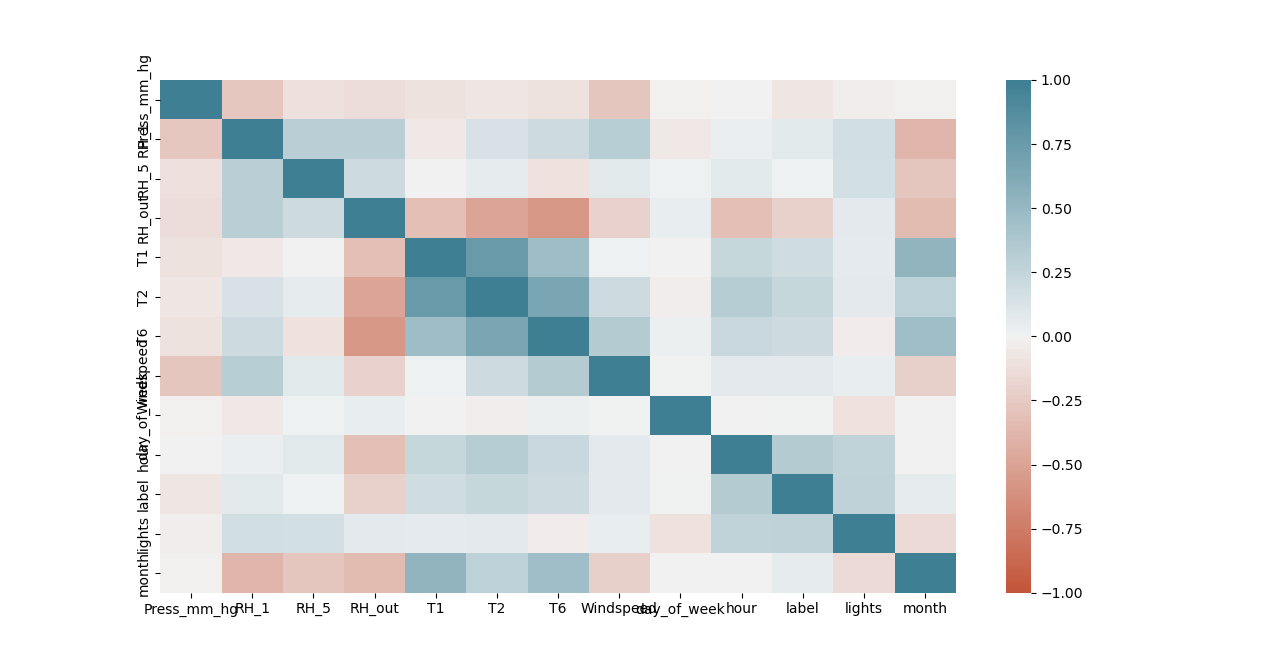 Press_mm_hg
RH_1
RH_5
RH_out
T1
T2
T6
Windspeed
day_of_week
hour
label
lights
month
Press_mm_hg
RH_1
RH_5
RH_out
T1
T2
T6
Windspeed
day_of_week
hour
label
lights
month
1.00
0.75
0.50
0.25
0.00
−0.25
−0.50
−0.75
−1.00